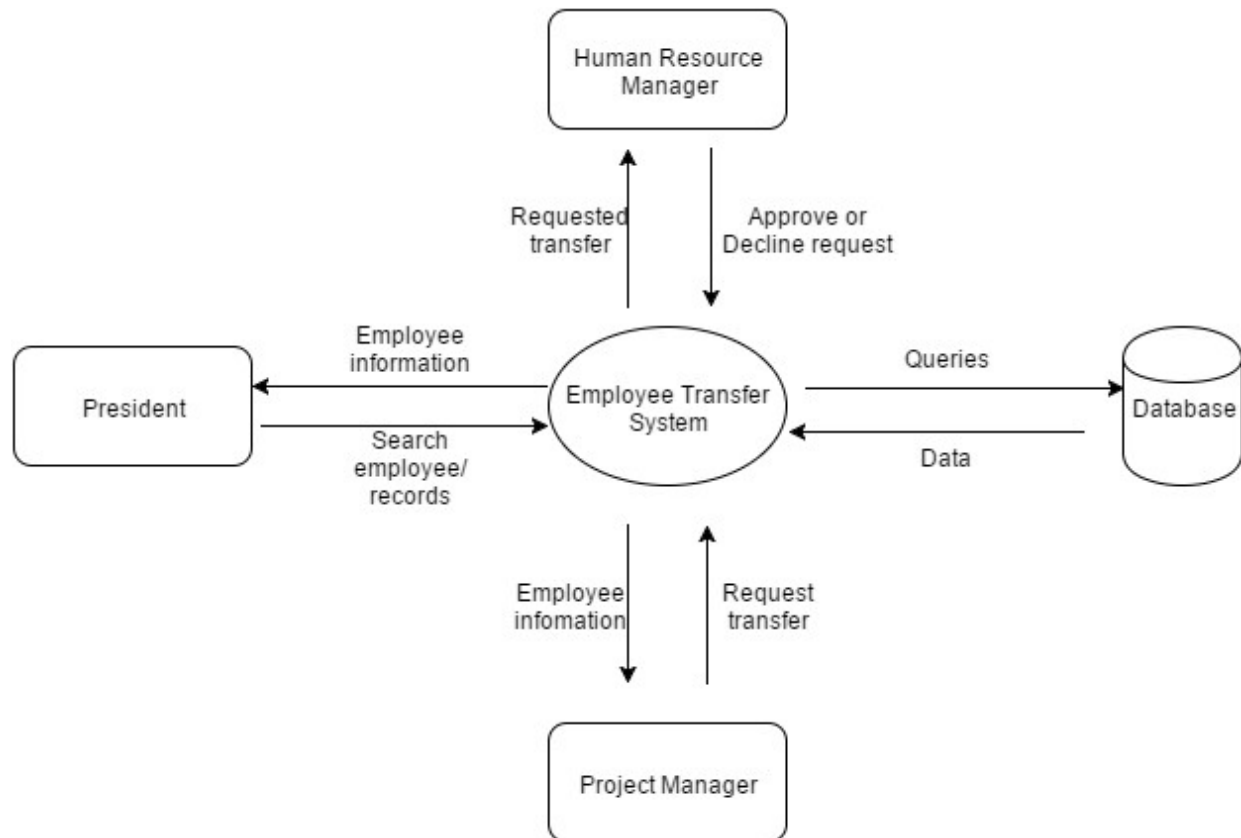 Human Resource
Manager
Requested
transfer
Approve or
Decline request
Employee
information
Queries
President
Employee Transfer
System
Database
Search
employee/
records
Data
Employee
infomation
Request
transfer
Project Manager